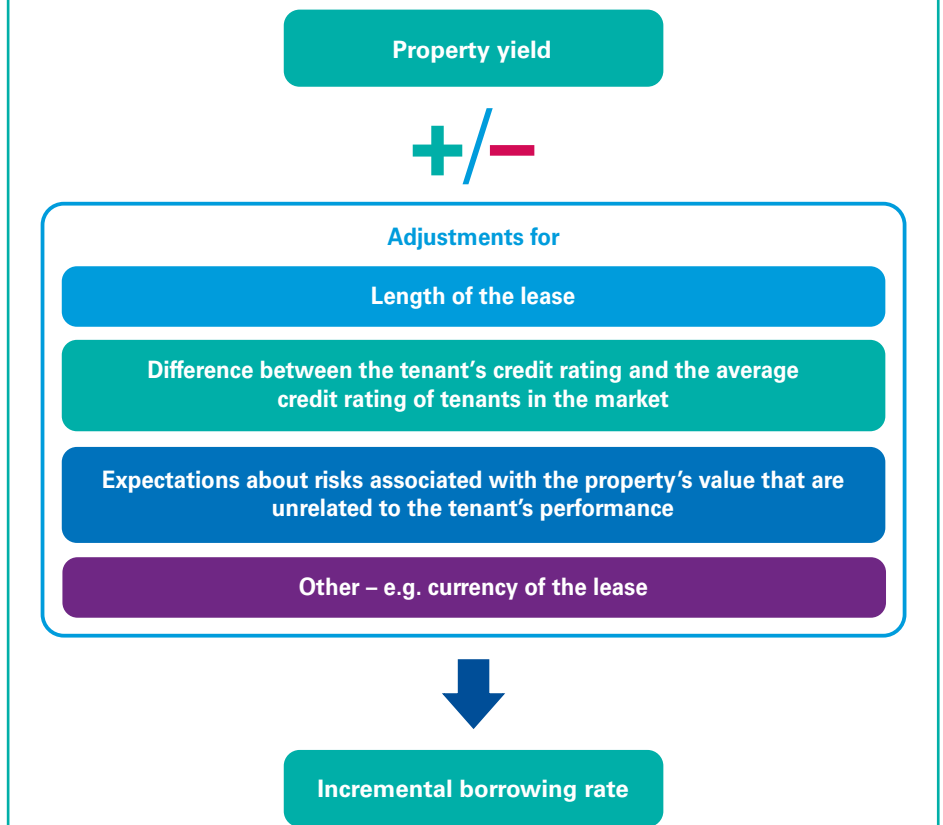 Property yield
+/−
Adjustments for
Length of the lease
Difference between the tenant’s credit rating and the average
credit rating of tenants in the market
Expectations about risks associated with the property’s value that are
unrelated to the tenant’s performance
Other – e.g. currency of the lease
Incremental borrowing rate